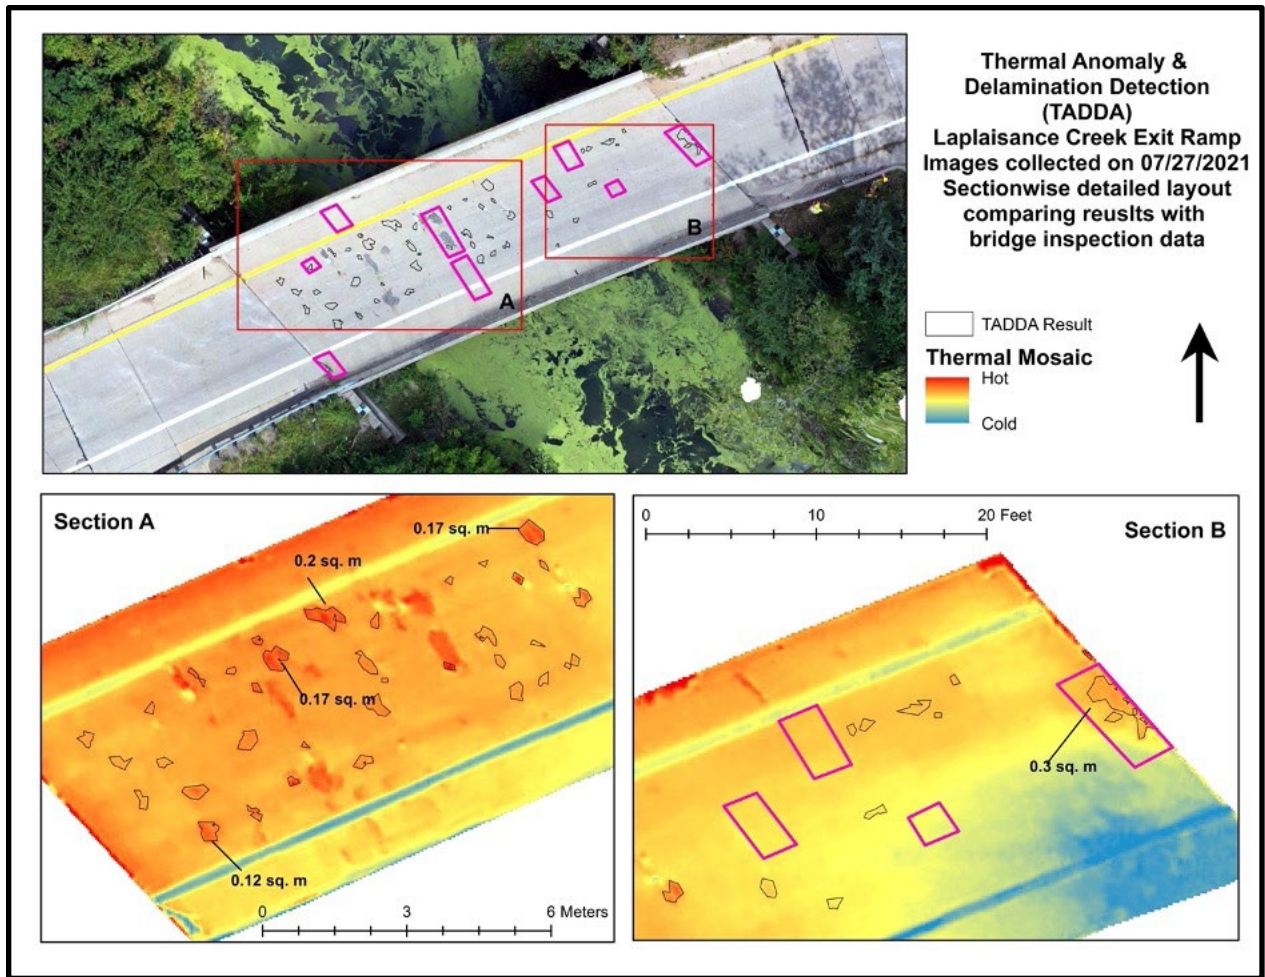 Thermal Anomaly &
Delamination Detection
(TADDA)
Laplaisance Creek Exit Ramp
Images collected on 07/27/2021
Sectionwise detailed layout
comparing reuslts with
bridge inspection data
TADDA Result
Thermal Mosaic
Hot
Cold
A
B
Section A
0.17 sq. m
0.2 sq. m
0.17 sq. m
0.12 sq. m
0 3 6 Meters
0 10 20 Feet
Section B
0.3 sq. m